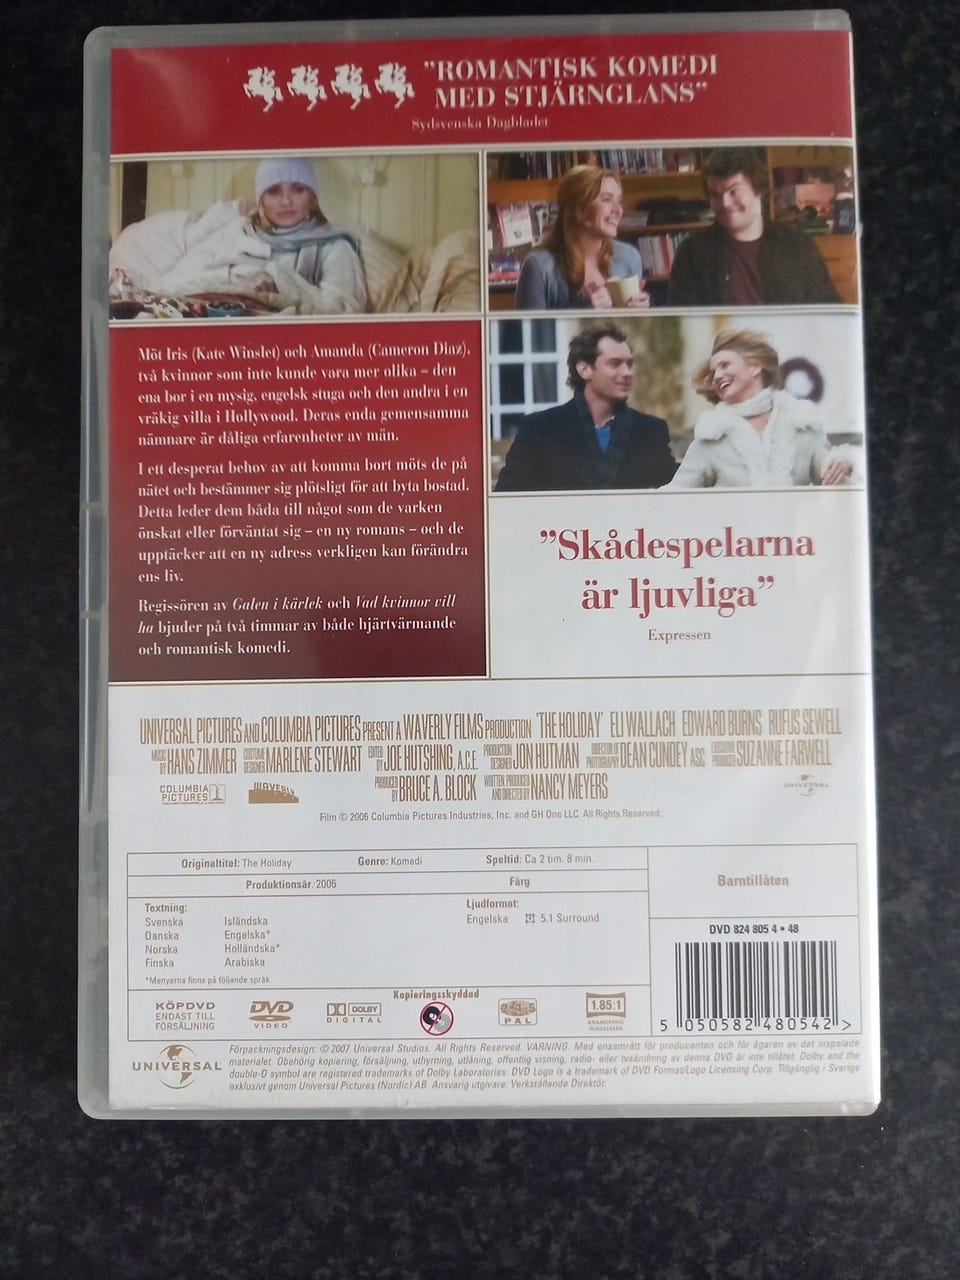 ”ROMANTISK KOMEDI
MED STJÄRNGLANS”
Sydsvenska Dagbladet
Möt Iris (Kate Winslet) och Amanda (Cameron Diaz),
två kvinnor som inte kunde vara mer olika – den
ena bor i en mysig, engelsk stuga och den andra i en
vräkig villa i Hollywood. Deras enda gemensamma
nämnare är dåliga erfarenheter av män.
I ett desperat behov av att komma bort möts de på
nätet och bestämmer sig plötsligt för att byta bostad.
Detta leder dem båda till något som de varken
önskat eller förväntat sig – en ny romans – och de
upptäcker att en ny adress verkligen kan förändra
ens liv.
Regissören av Galen i kärlek och Vad kvinnor vill
ha bjuder på två timmar av både hjärtvärmande
och romantisk komedi.
”Skådespelarna
är ljuvliga”
Expressen
UNIVERSAL PICTURES AND COLUMBIA PICTURES PRESENT A WAVERLY FILMS PRODUCTION 'THE HOLIDAY' ELI WALLACH EDWARD BURNS RUFUS SEWELL
MUSIC BY HANS ZIMMER COSTUME DESIGNER MARLENE STEWART EDITED BY JOE HUTSHING, A.C.E. PRODUCTION DESIGNER JON HUTMAN DIRECTOR OF PHOTOGRAPHY DEAN CUNDEY ASC EXECUTIVE PRODUCER SUZANNE FARWELL
PRODUCED BY BRUCE A. BLOCK WRITTEN PRODUCED AND DIRECTED BY NANCY MEYERS
COLUMBIA
PICTURES
WAVERLY
UNIVERSAL
Film © 2006 Columbia Pictures Industries, Inc. and GH One LLC. All Rights Reserved.
Originaltitel: The Holiday Genre: Komedi Speltid: Ca 2 tim. 8 min.
Produktionsår: 2006 Färg
Barntillåten
Textning:
Svenska Isländska
Danska Engelska*
Norska Holländska*
Finska Arabiska
*Menyerna finns på följande språk.
Ljudformat:
Engelska 5.1 Surround
DVD 824 805 4 • 48
5 050582 480542 >
KÖPDVD
ENDAST TILL
FÖRSÄLJNING
DVD
VIDEO
DOLBY
DIGITAL
Kopieringsskyddad
2 4 5
PAL
1.85:1
ANAMORFISK
WIDESCREEN
UNIVERSAL
Förpackningsdesign: © 2007 Universal Studios. All Rights Reserved. VARNING: Med ensamrätt för producenten och för ägaren av det inspelade
materialet. Obehörig kopiering, försäljning, uthyrning, utlåning, offentlig visning, radio- eller tvsändning av denna DVD är inte tillåten. Dolby and the
double-D symbol are registered trademarks of Dolby Laboratories. DVD Logo is a trademark of DVD Format/Logo Licensing Corp. Tillgänglig i Sverige
exklusivt genom Universal Pictures (Nordic) AB. Ansvarig utgivare: Verkställande Direktör.